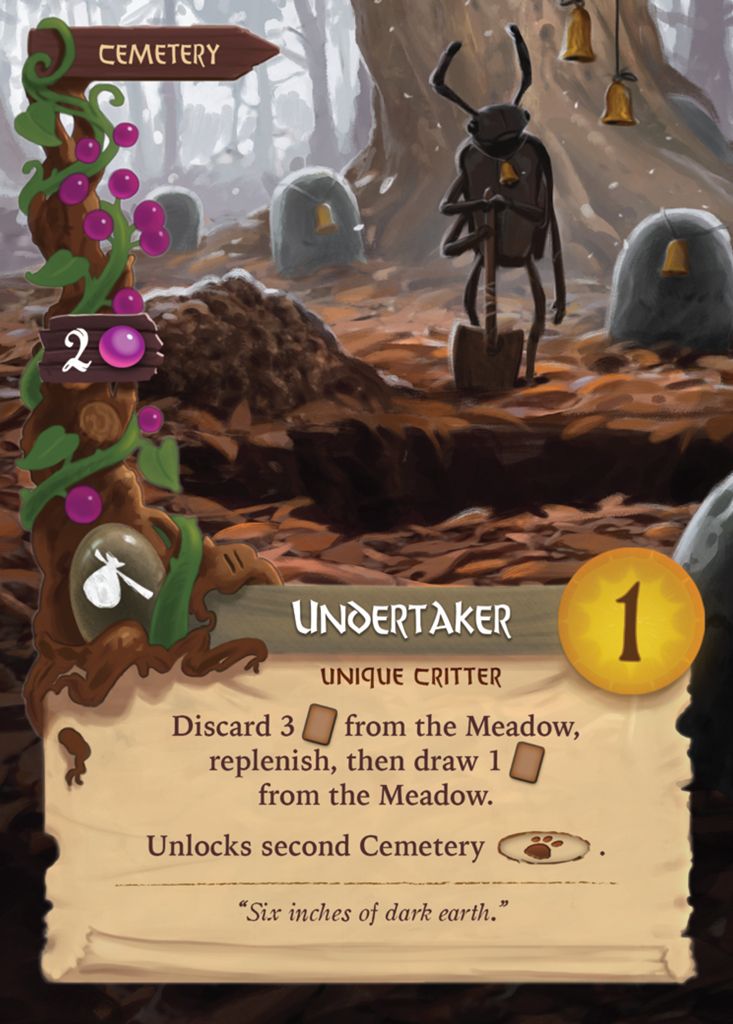 CEMETERY
2
UNDERTAKER
1
UNIQUE CRITTER
Discard 3 from the Meadow,
replenish, then draw 1
from the Meadow.
Unlocks second Cemetery .
“Six inches of dark earth.”